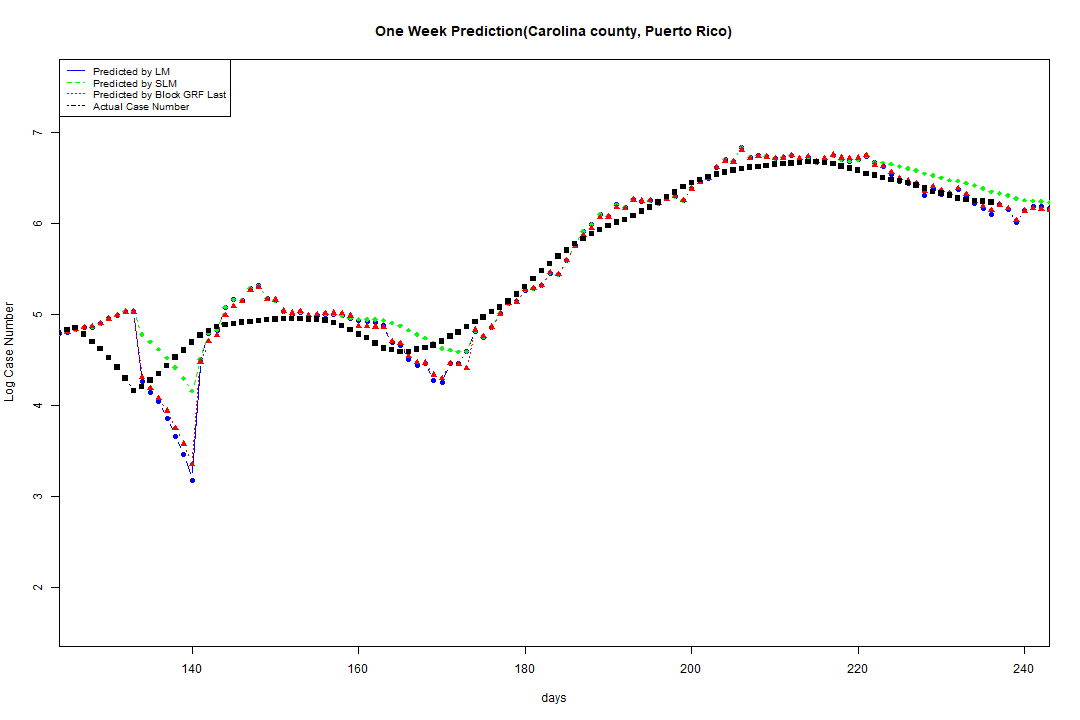 One Week Prediction(Carolina county, Puerto Rico)
Predicted by LM
Predicted by SLM
Predicted by Block GRF Last
Actual Case Number
7
6
5
4
3
2
Log Case Number
140 160 180 200 220 240
days